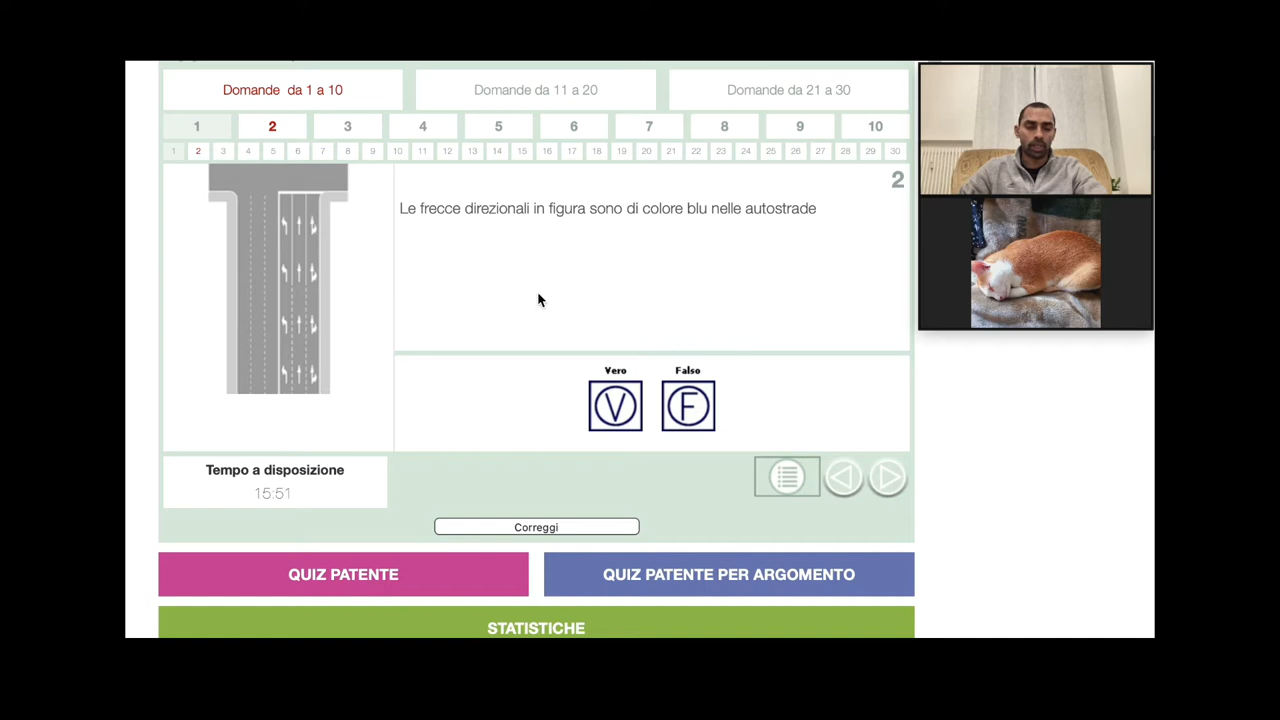 Domande da 1 a 10
Domande da 11 a 20
Domande da 21 a 30
1 2 3 4 5 6 7 8 9 10
1 2 3 4 5 6 7 8 9 10 11 12 13 14 15 16 17 18 19 20 21 22 23 24 25 26 27 28 29 30
2
Le frecce direzionali in figura sono di colore blu nelle autostrade
Vero Falso
V F
Tempo a disposizione
15:51
Correggi
QUIZ PATENTE
QUIZ PATENTE PER ARGOMENTO
STATISTICHE